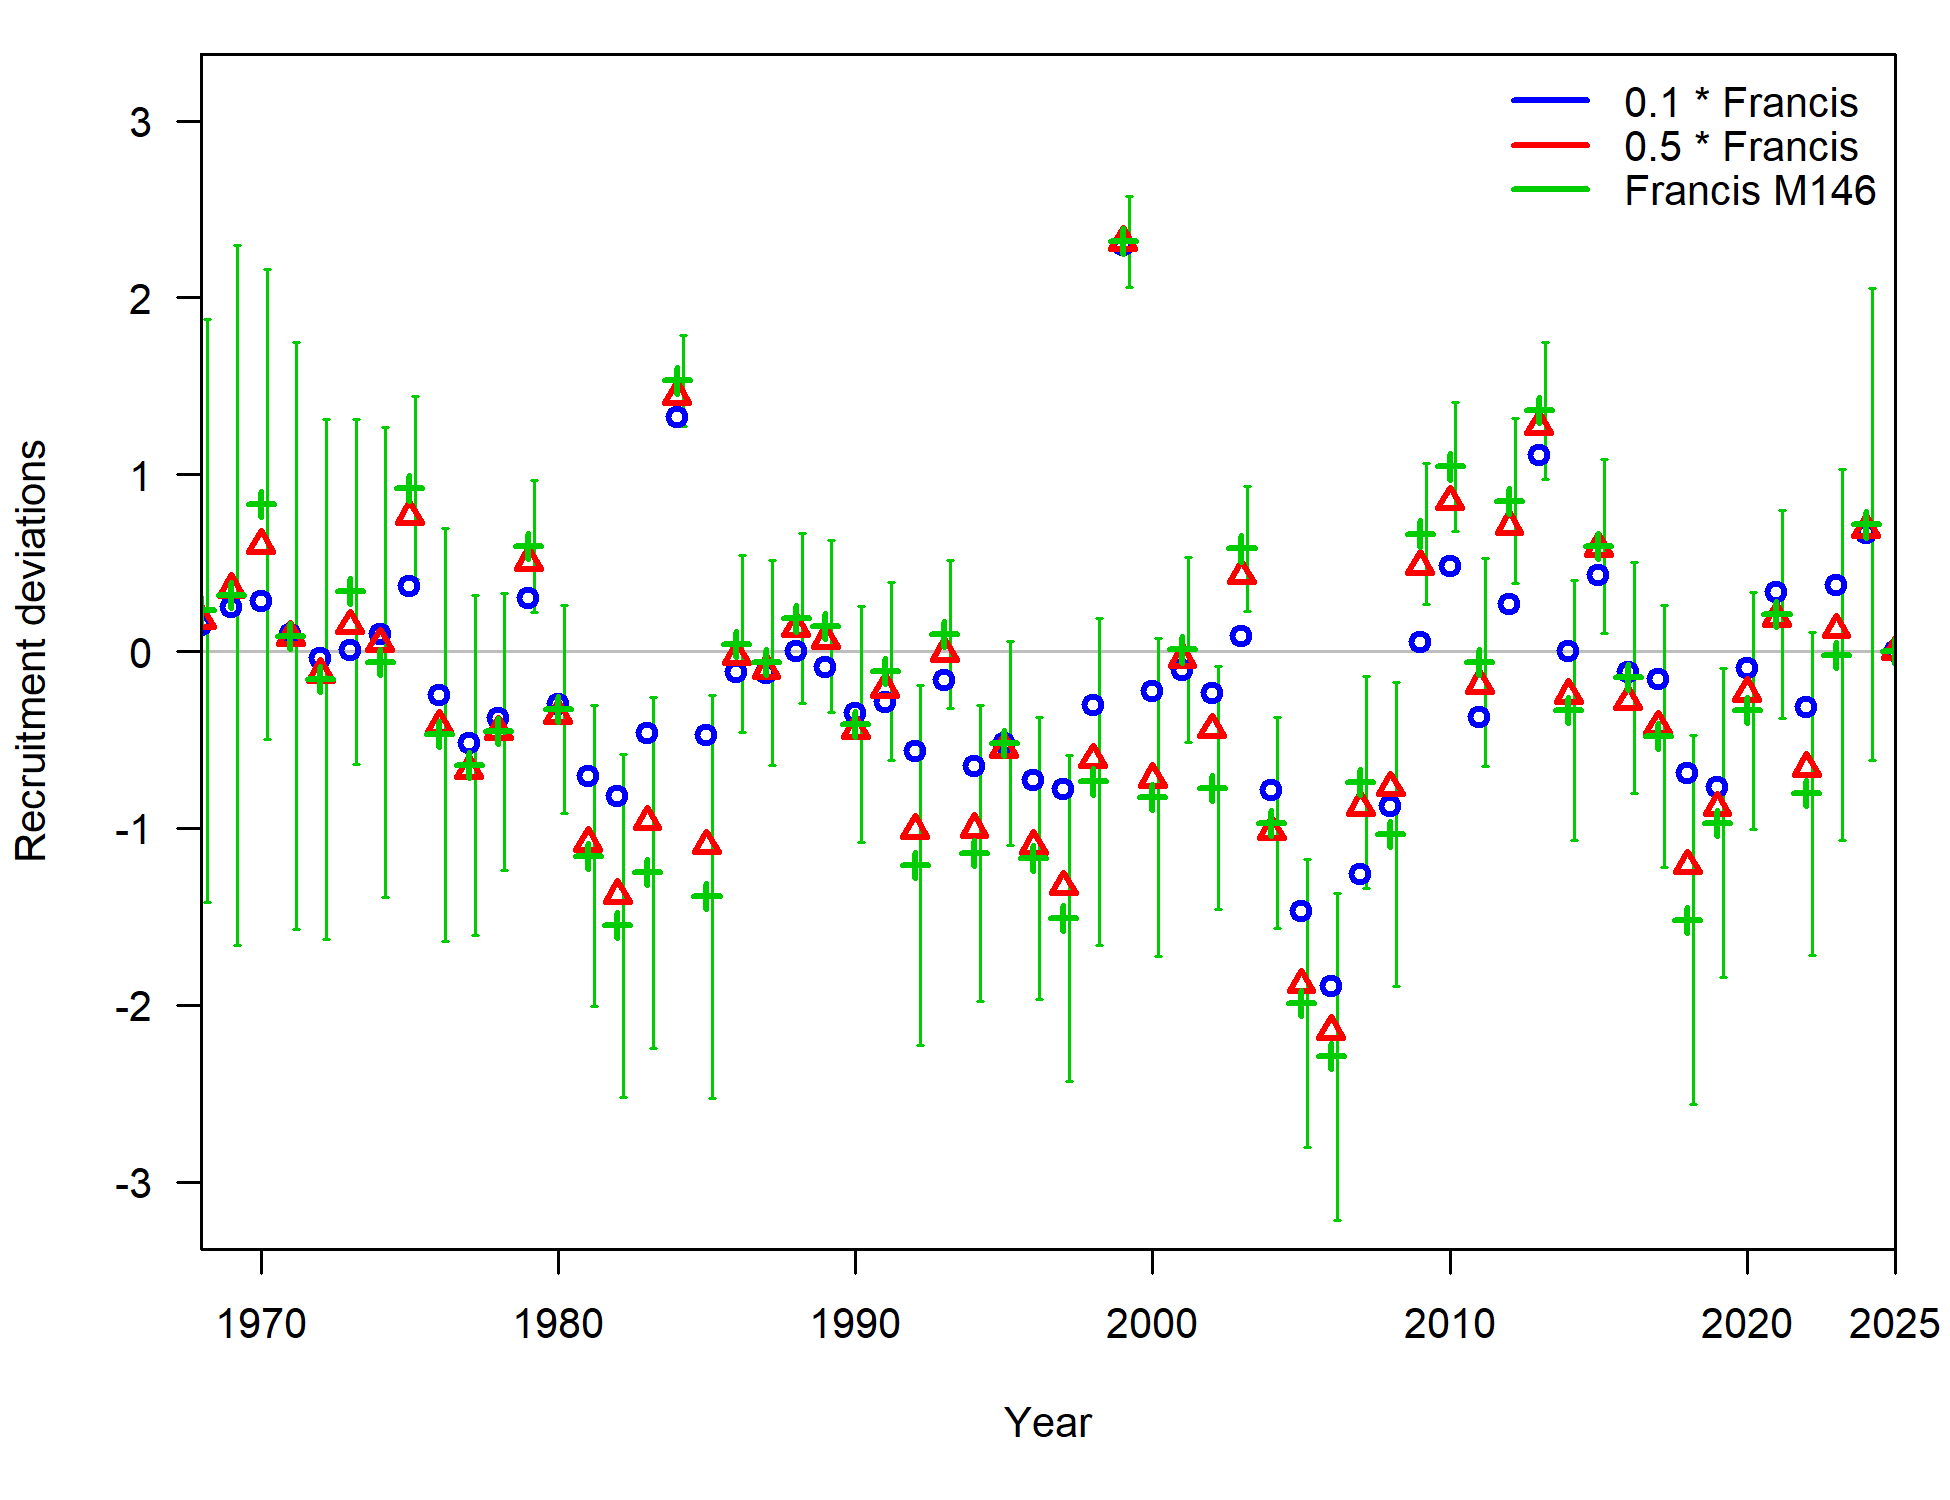 0.1 * Francis
0.5 * Francis
Francis M146
Recruitment deviations
3
2
1
0
-1
-2
-3
1970 1980 1990 2000 2010 2020 2025
Year